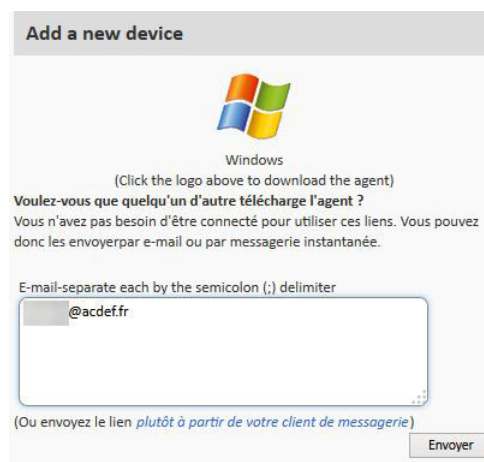 Add a new device
Windows
(Click the logo above to download the agent)
Voulez-vous que quelqu'un d'autre télécharge l'agent ?
Vous n'avez pas besoin d'être connecté pour utiliser ces liens. Vous pouvez
donc les envoyerpar e-mail ou par messagerie instantanée.
E-mail-separate each by the semicolon (;) delimiter
@acdef.fr
(Ou envoyez le lien plutôt à partir de votre client de messagerie)
Envoyer